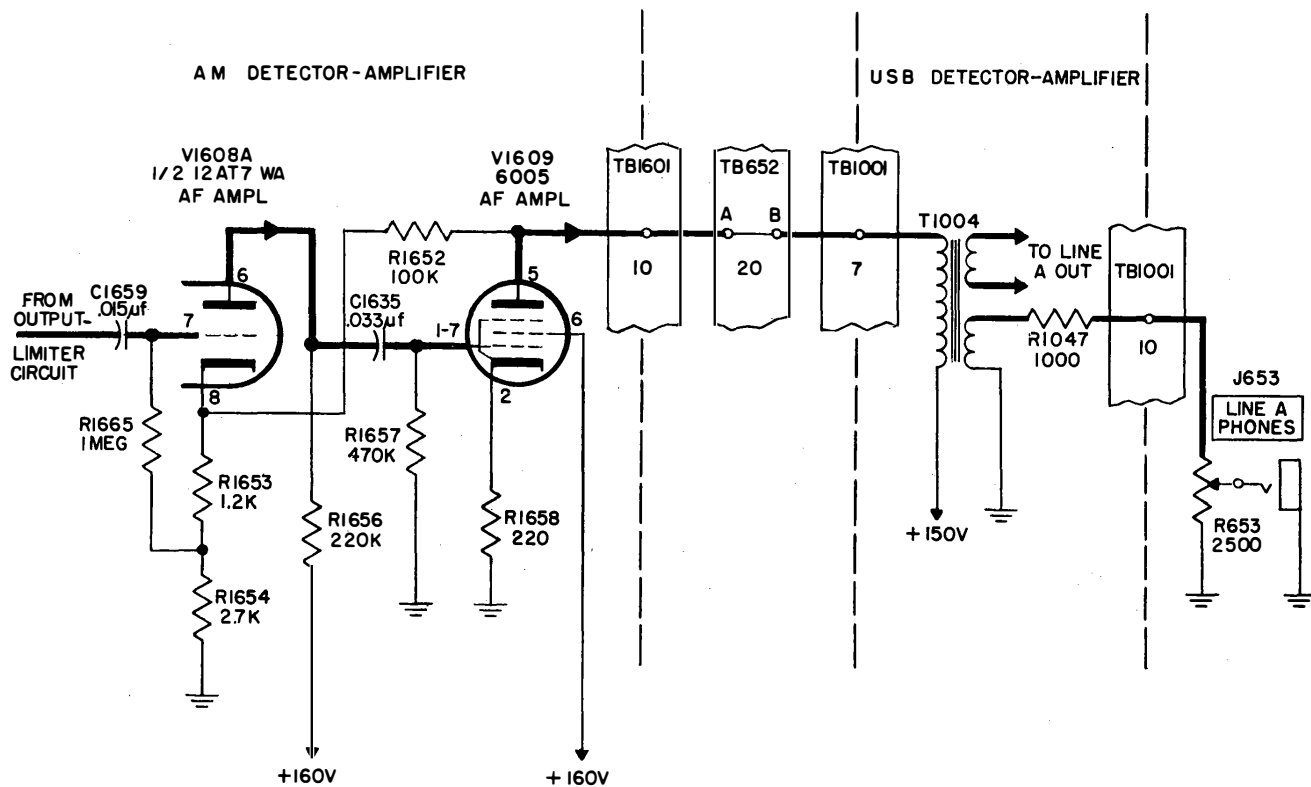 AM DETECTOR-AMPLIFIER
USB DETECTOR-AMPLIFIER
V1608A
1/2 12AT7 WA
AF AMPL
V1609
6005
AF AMPL
TB1601
10
TB652
A
B
20
TB1001
7
T1004
TO LINE
A OUT
TB1001
10
R1652
100K
6
7
8
5
6
1-7
2
FROM
OUTPUT-
LIMITER
CIRCUIT
C1659
.015µf
C1635
.033µf
R1047
1000
J653
LINE A
PHONES
R1665
1MEG
R1653
1.2K
R1657
470K
R1656
220K
R1658
220
R1654
2.7K
+150V
R653
2500
+160V
+160V